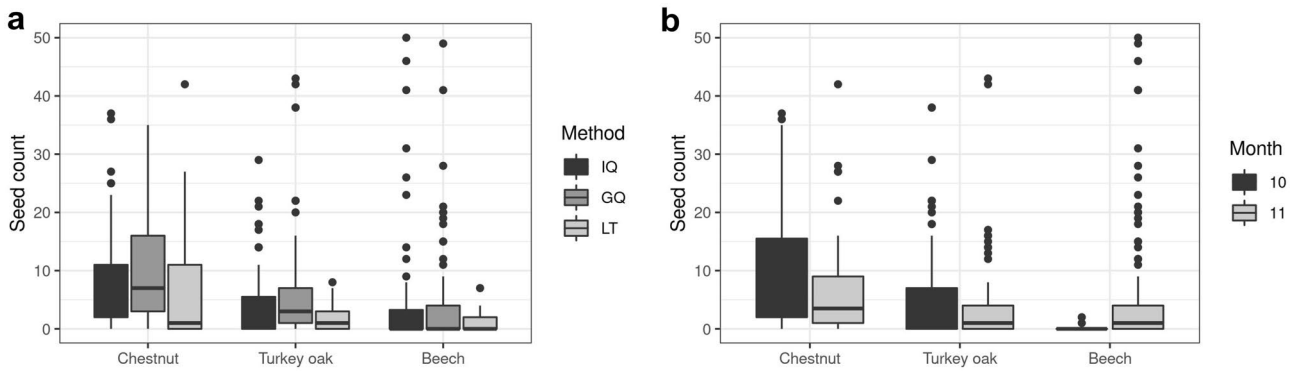 a
50
40
30
20
10
0
Seed count
Chestnut Turkey oak Beech
Method
IQ
GQ
LT
b
50
40
30
20
10
0
Seed count
Chestnut Turkey oak Beech
Month
10
11